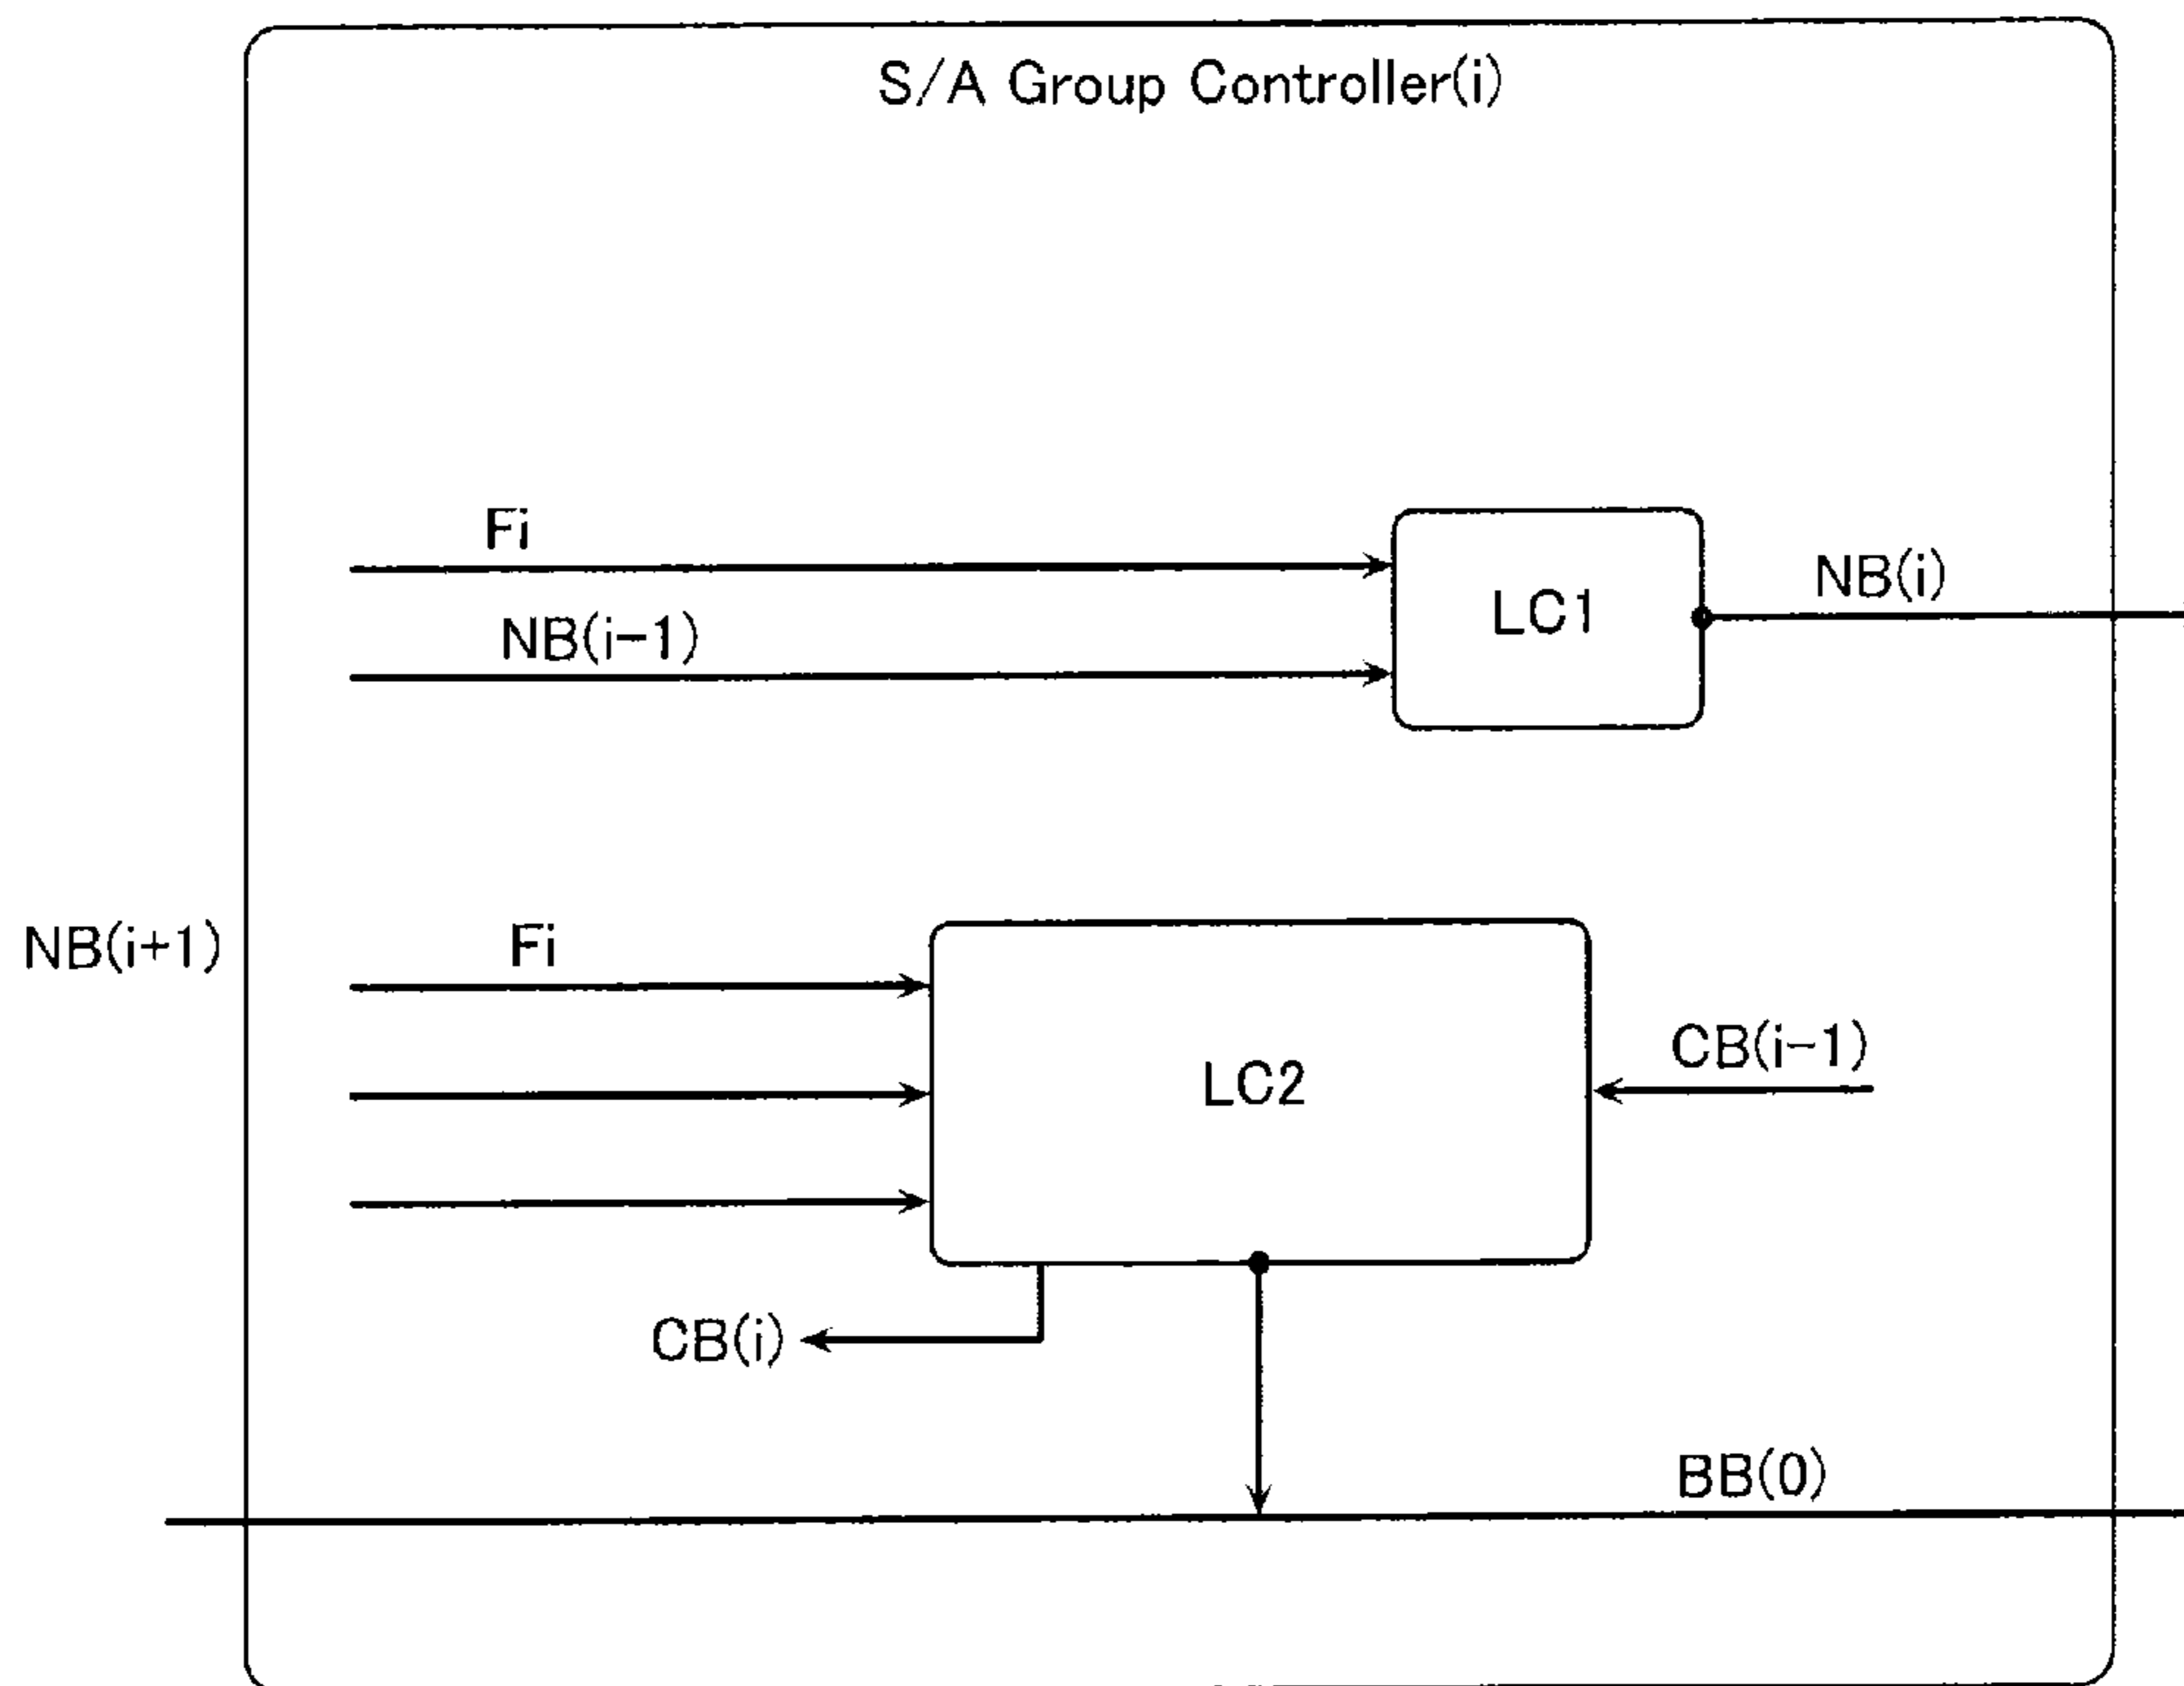 S/A Group Controller(i)
Fi
NB(i-1)
LC1
NB(i)
NB(i+1)
Fi
LC2
CB(i-1)
CB(i)
BB(0)